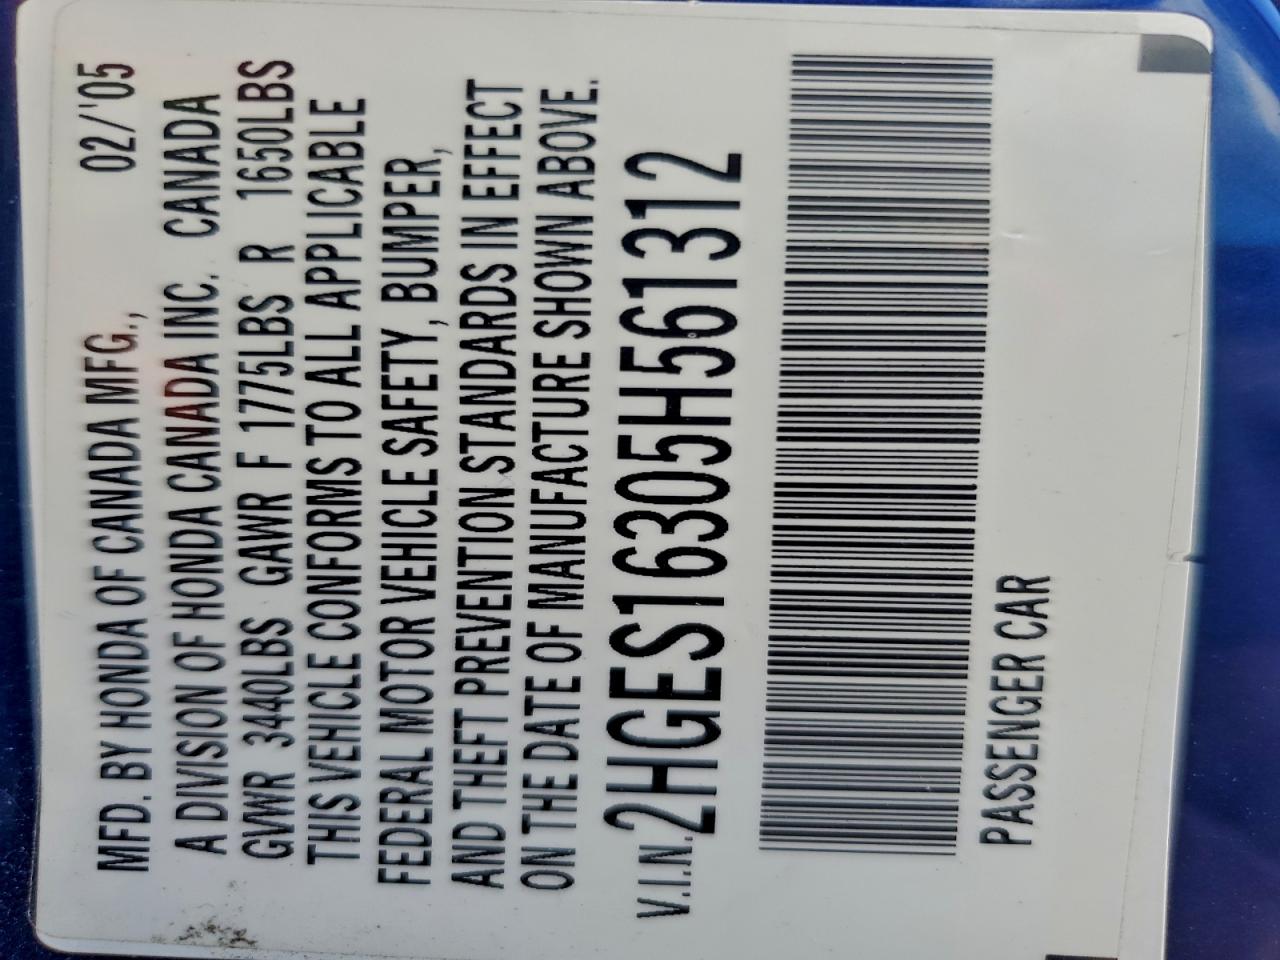 MFD. BY HONDA OF CANADA MFG., 02/'05
A DIVISION OF HONDA CANADA INC. CANADA
GVWR 3440LBS GAWR F 1775LBS R 1650LBS
THIS VEHICLE CONFORMS TO ALL APPLICABLE
FEDERAL MOTOR VEHICLE SAFETY, BUMPER,
AND THEFT PREVENTION STANDARDS IN EFFECT
ON THE DATE OF MANUFACTURE SHOWN ABOVE.
V.I.N. 2HGES16305H561312
PASSENGER CAR